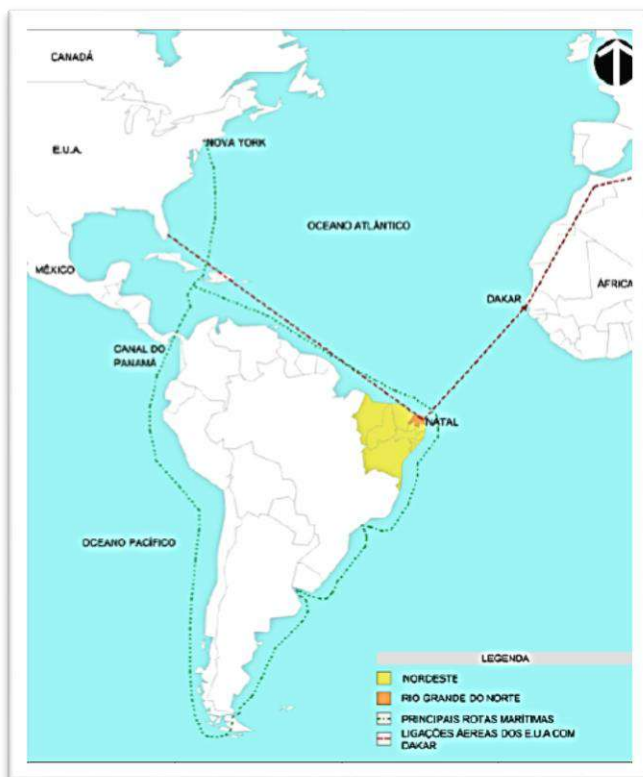 CANADÁ
NOVA YORK
E.U.A.
OCEANO ATLÂNTICO
MÉXICO
DAKAR
ÁFRICA
CANAL DO
PANAMÁ
NATAL
OCEANO PACÍFICO
LEGENDA
NORDESTE
RIO GRANDE DO NORTE
PRINCIPAIS ROTAS MARÍTIMAS
LIGAÇÕES ÁEREAS DOS E.U.A COM
DAKAR